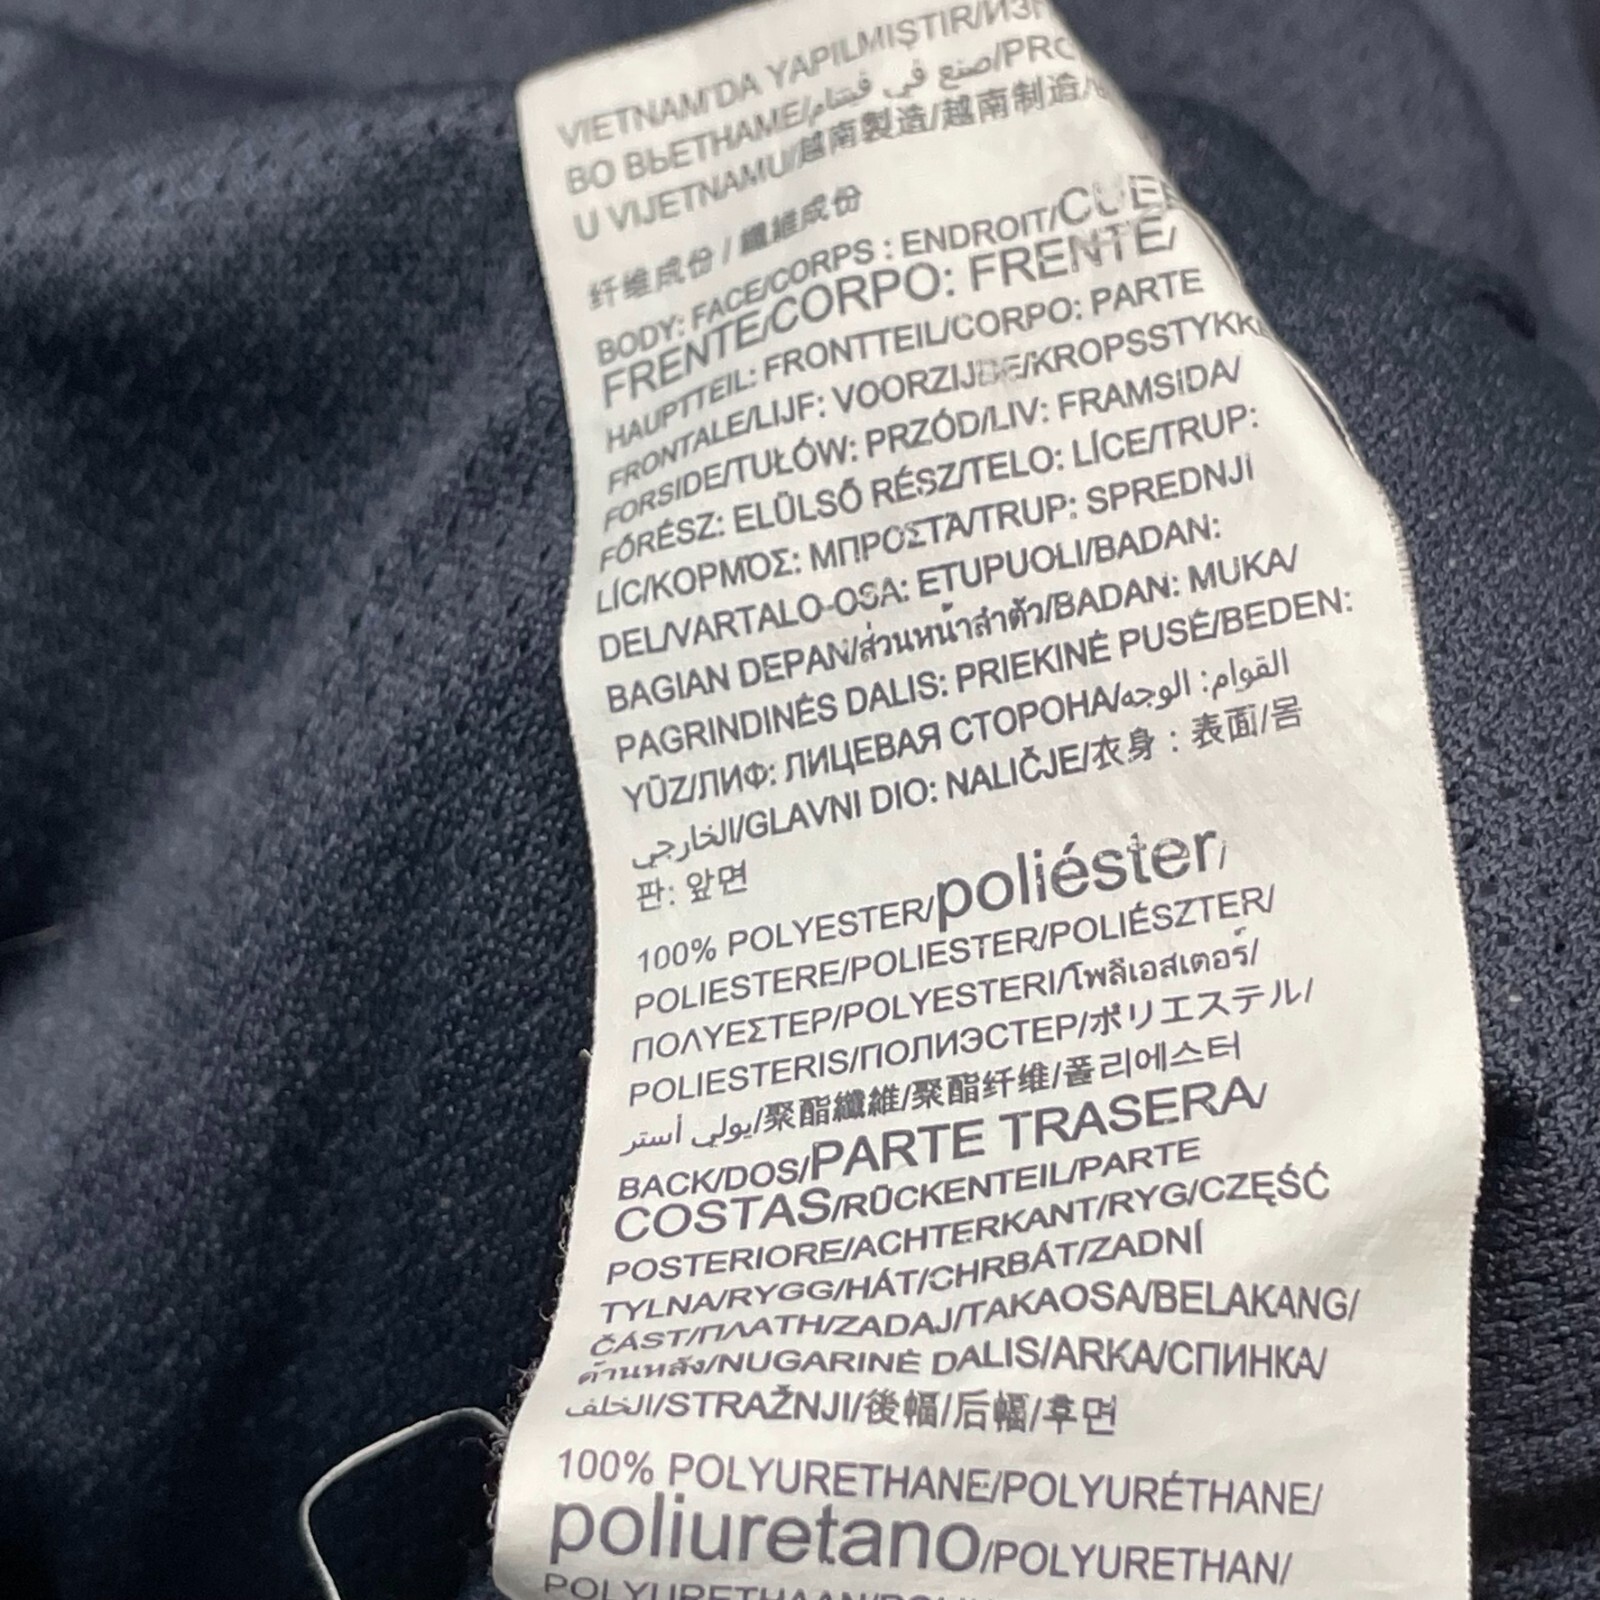 VIETNAM'DA YAPILMIŞTIR/ИЗГ
ВО ВЬЕТНАМЕ/صنع في فيتنام/PRO
U VIJETNAMU/越南製造/越南制造/
纤维成份 / 纖維成份
BODY: FACE/CORPS : ENDROIT/CUER
FRENTE/CORPO: FRENTE/
HAUPTTEIL: FRONTTEIL/CORPO: PARTE
FRONTALE/LIJF: VOORZIJDE/KROPSSTYKKE
FORSIDE/TUŁÓW: PRZÓD/LIV: FRAMSIDA/
FŐRÉSZ: ELÜLSŐ RÉSZ/TELO: LÍCE/TRUP:
LÍC/ΚΟΡΜΌΣ: ΜΠΡΟΣΤΆ/TRUP: SPREDNJI
DEL/VARTALO-OSA: ETUPUOLI/BADAN:
BAGIAN DEPAN/ส่วนหน้าลำตัว/BADAN: MUKA/
PAGRINDINĖS DALIS: PRIEKINĖ PUSĖ/BEDEN:
YÜZ/ЛИФ: ЛИЦЕВАЯ СТОРОНА/القوام: الوجه
الخارجي/GLAVNI DIO: NALIČJE/衣身 : 表面/몸
판: 앞면
100% POLYESTER/poliéster/
POLIESTERE/POLIESTER/POLIÉSZTER/
ΠΟΛΥΕΣΤΕΡ/POLYESTERI/โพลีเอสเตอร์/
POLIESTERIS/ПОЛИЭСТЕР/ポリエステル/
بولي أستر/聚酯纖維/聚酯纤维/폴리에스터
BACK/DOS/PARTE TRASERA/
COSTAS/RÜCKENTEIL/PARTE
POSTERIORE/ACHTERKANT/RYG/CZĘŚĆ
TYLNA/RYGG/HÁT/CHRBÁT/ZADNÍ
ČÁST/ΠΛΑΤΗ/ZADAJ/TAKAOSA/BELAKANG/
ด้านหลัง/NUGARINĖ DALIS/ARKA/СПИНКА/
الخلف/STRAŽNJI/後幅/后幅/후면
100% POLYURETHANE/POLYURÉTHANE/
poliuretano/POLYURETHAN/
POLYURETHAAN/